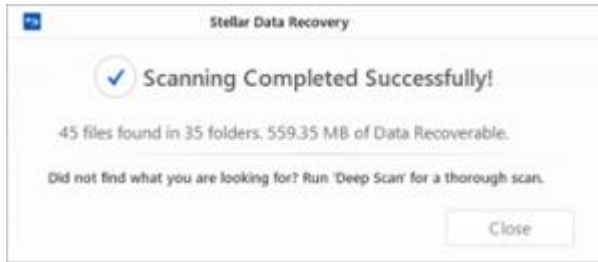 Stellar Data Recovery
Scanning Completed Successfully!
45 files found in 35 folders. 559.35 MB of Data Recoverable.
Did not find what you are looking for? Run 'Deep Scan' for a thorough scan.
Close